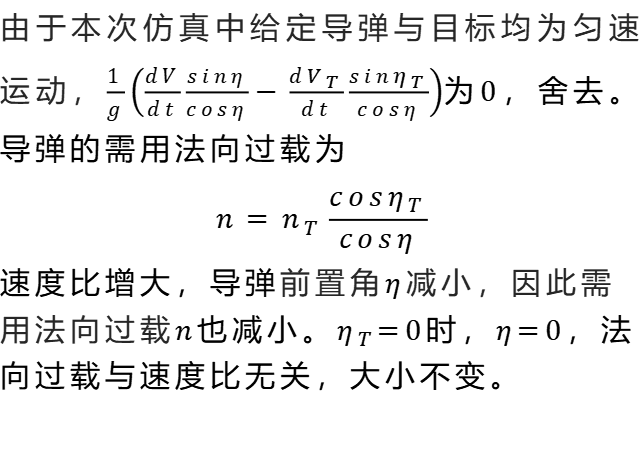 由于本次仿真中给定导弹与目标均为匀速
运动，$\frac{1}{g}\left(\frac{dV}{dt}\frac{sin\eta}{cos\eta}-\frac{dV_T}{dt}\frac{sin\eta_T}{cos\eta}\right)$为0，舍去。
导弹的需用法向过载为
$n=n_T\frac{cos\eta_T}{cos\eta}$
速度比增大，导弹前置角η减小，因此需
用法向过载n也减小。$\eta_T=0$时，η=0，法
向过载与速度比无关，大小不变。